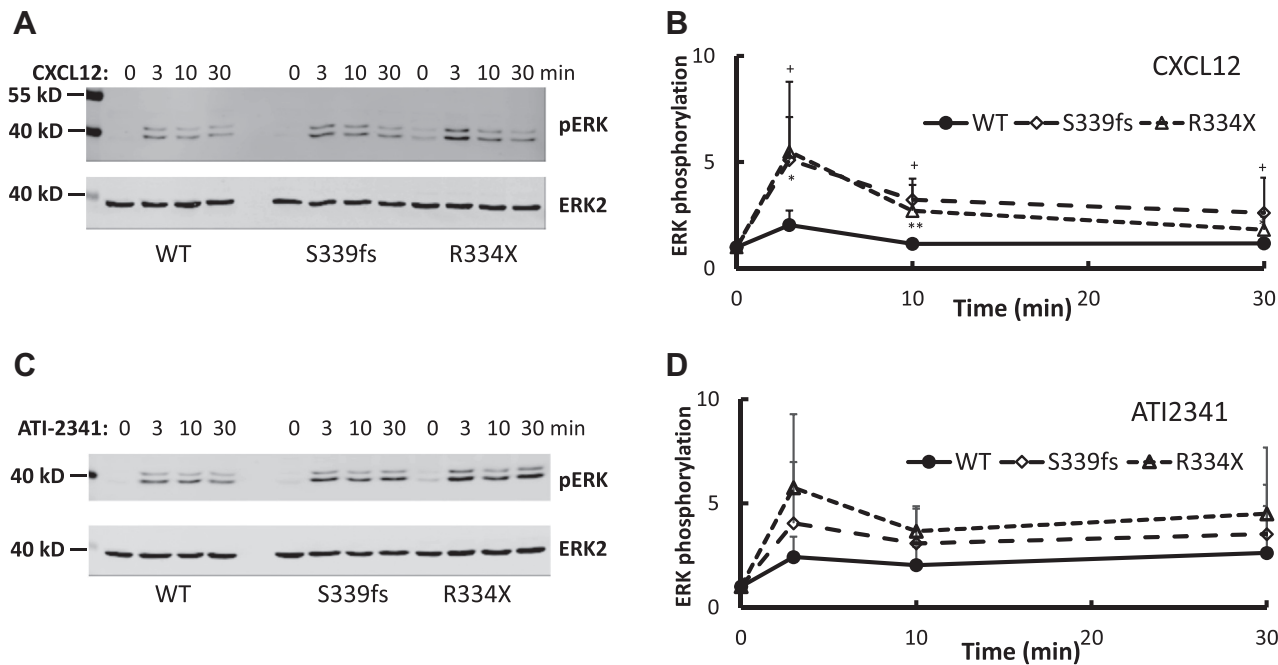 A
CXCL12: 0 3 10 30 0 3 10 30 0 3 10 30 min
55 kD
40 kD
pERK
40 kD
ERK2
WT S339fs R334X
B
CXCL12
WT S339fs R334X
ERK phosphorylation
10
5
0
+
*
+
**
+
0 10 20 30
Time (min)
C
ATI-2341: 0 3 10 30 0 3 10 30 0 3 10 30 min
40 kD
pERK
40 kD
ERK2
WT S339fs R334X
D
ATI2341
WT S339fs R334X
ERK phosphorylation
10
5
0
0 10 20 30
Time (min)